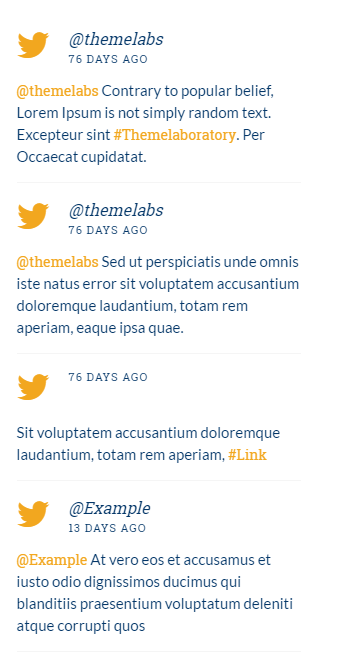 @themelabs
76 DAYS AGO
@themelabs Contrary to popular belief,
Lorem Ipsum is not simply random text.
Excepteur sint #Themelaboratory. Per
Occaecat cupidatat.
@themelabs
76 DAYS AGO
@themelabs Sed ut perspiciatis unde omnis
iste natus error sit voluptatem accusantium
doloremque laudantium, totam rem
aperiam, eaque ipsa quae.
76 DAYS AGO
Sit voluptatem accusantium doloremque
laudantium, totam rem aperiam, #Link
@Example
13 DAYS AGO
@Example At vero eos et accusamus et
iusto odio dignissimos ducimus qui
blanditiis praesentium voluptatum deleniti
atque corrupti quos